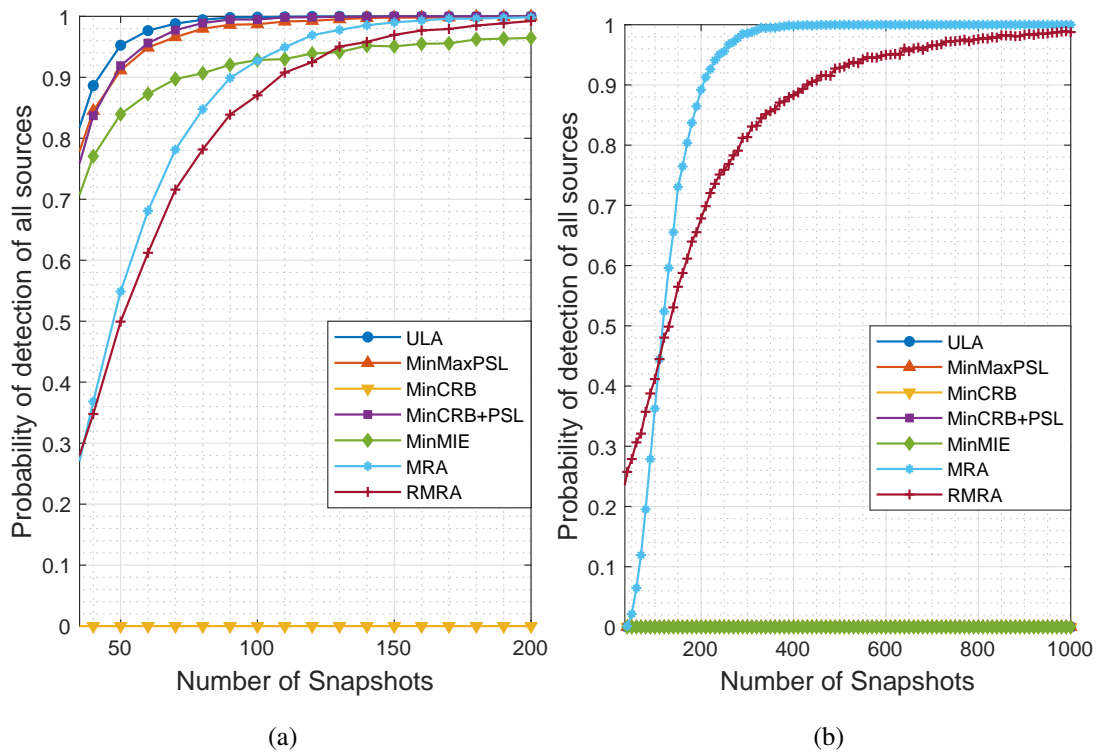 Probability of detection of all sources
1
0.9
0.8
0.7
0.6
0.5
0.4
0.3
0.2
0.1
0
50
100
150
200
Number of Snapshots
ULA
MinMaxPSL
MinCRB
MinCRB+PSL
MinMIE
MRA
RMRA
(a)
Probability of detection of all sources
1
0.9
0.8
0.7
0.6
0.5
0.4
0.3
0.2
0.1
0
200
400
600
800
1000
Number of Snapshots
ULA
MinMaxPSL
MinCRB
MinCRB+PSL
MinMIE
MRA
RMRA
(b)